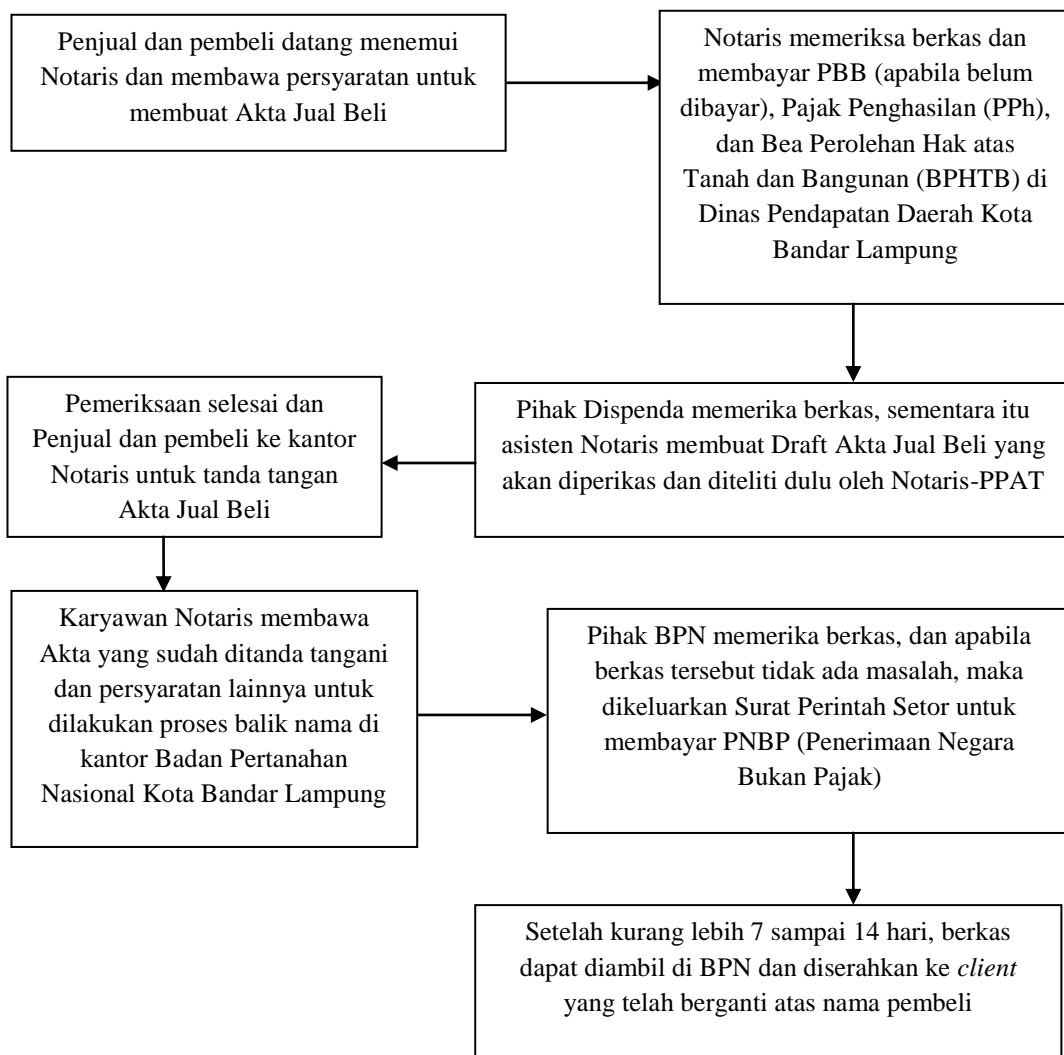 Penjual dan pembeli datang menemui
Notaris dan membawa persyaratan untuk
membuat Akta Jual Beli
Notaris memeriksa berkas dan
membayar PBB (apabila belum
dibayar), Pajak Penghasilan (PPh),
dan Bea Perolehan Hak atas
Tanah dan Bangunan (BPHTB) di
Dinas Pendapatan Daerah Kota
Bandar Lampung
Pihak Dispenda memerika berkas, sementara itu
asisten Notaris membuat Draft Akta Jual Beli yang
akan diperikas dan diteliti dulu oleh Notaris-PPAT
Pemeriksaan selesai dan
Penjual dan pembeli ke kantor
Notaris untuk tanda tangan
Akta Jual Beli
Karyawan Notaris membawa
Akta yang sudah ditanda tangani
dan persyaratan lainnya untuk
dilakukan proses balik nama di
kantor Badan Pertanahan
Nasional Kota Bandar Lampung
Pihak BPN memerika berkas, dan apabila
berkas tersebut tidak ada masalah, maka
dikeluarkan Surat Perintah Setor untuk
membayar PNBP (Penerimaan Negara
Bukan Pajak)
Setelah kurang lebih 7 sampai 14 hari, berkas
dapat diambil di BPN dan diserahkan ke client
yang telah berganti atas nama pembeli